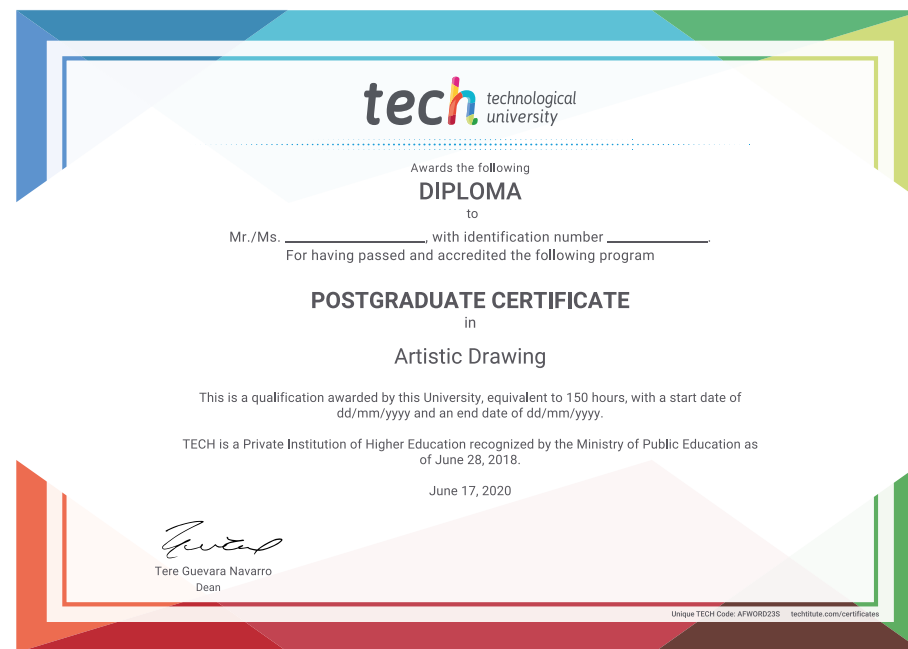 tech technological
university
Awards the following
DIPLOMA
to
Mr./Ms. ____________________, with identification number ______________.
For having passed and accredited the following program
POSTGRADUATE CERTIFICATE
in
Artistic Drawing
This is a qualification awarded by this University, equivalent to 150 hours, with a start date of
dd/mm/yyyy and an end date of dd/mm/yyyy.
TECH is a Private Institution of Higher Education recognized by the Ministry of Public Education as
of June 28, 2018.
June 17, 2020
Tere Guevara Navarro
Dean
Unique TECH Code: AFWORD23S techtitute.com/certificates